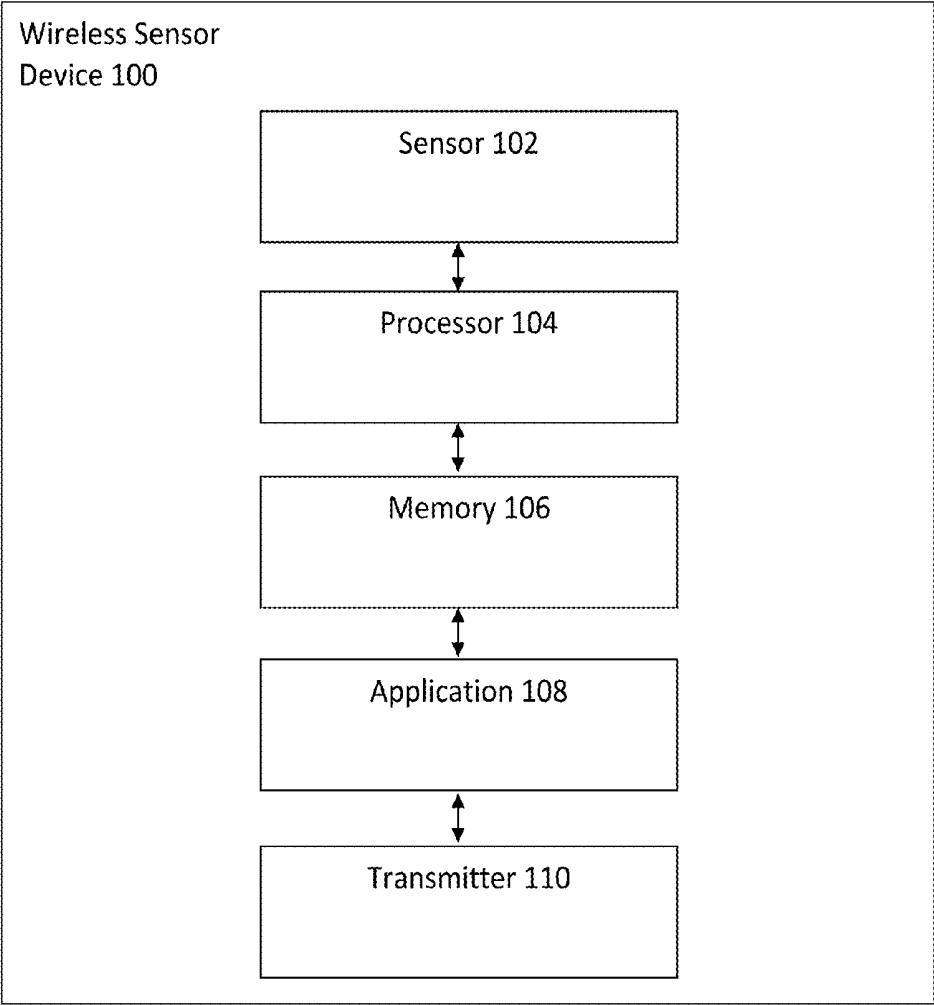 Wireless Sensor
Device 100
Sensor 102
Processor 104
Memory 106
Application 108
Transmitter 110